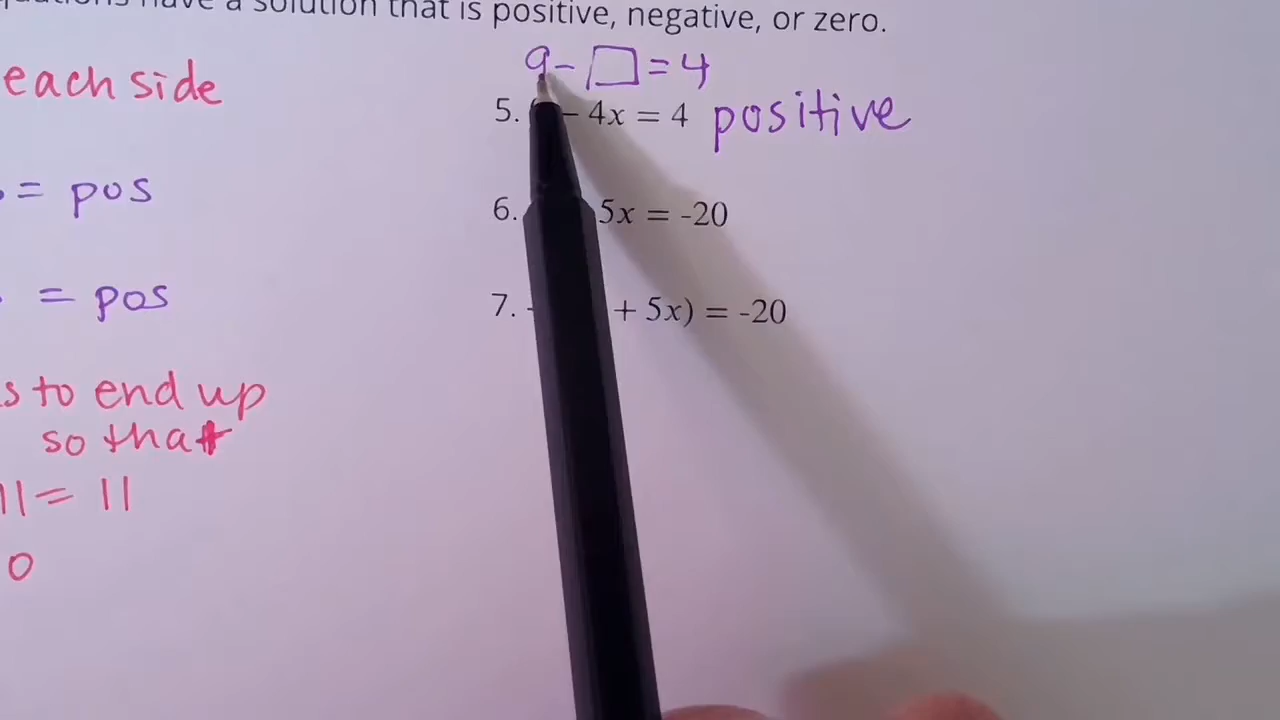 have a solution that is positive, negative, or zero.
each side
9 - □ = 4
5. - 4x = 4 positive
= pos
6. 5x = -20
= pos
7. + 5x) = -20
to end up
so that
11 = 11
0